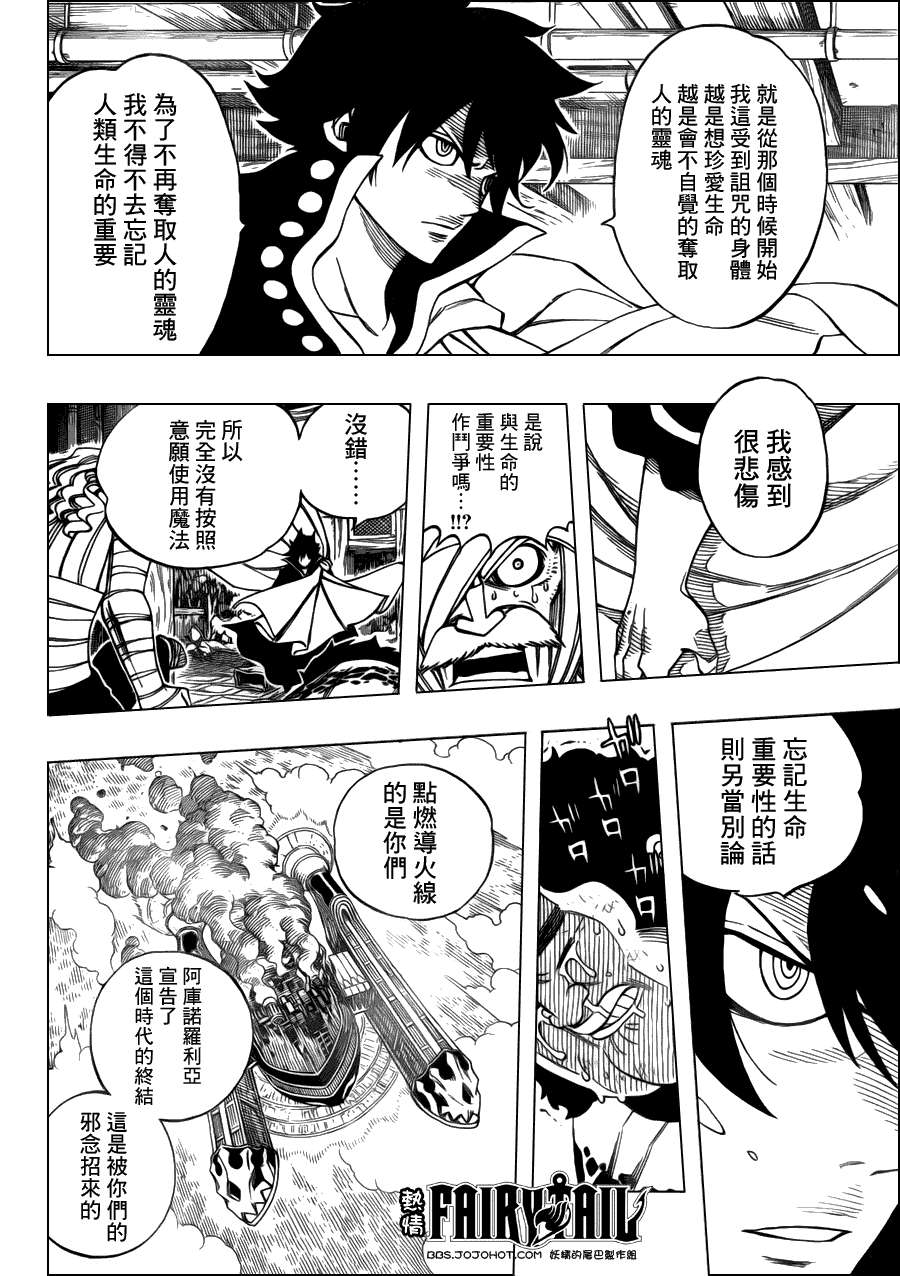 就是從那個時候開始
我這受到詛咒的身體
越是想珍愛生命
越是會不自覺的奪取
人的靈魂
為了不再奪取人的靈魂
我不得不去忘記
人類生命的重要
我感到
很悲傷
是說
與生命的
重要性
作鬥爭嗎…
!!?
沒錯……
所以
完全沒有按照
意願使用魔法
忘記生命
重要性的話
則另當別論
ガク
ガク
ガク
點燃導火線
的是你們
阿庫諾羅利亞
宣告了
這個時代的終結
這是被你們的
邪念招來的
熱情
FAIRY TAIL
BBS.JOJOHOT.COM 妖精的尾巴製作組